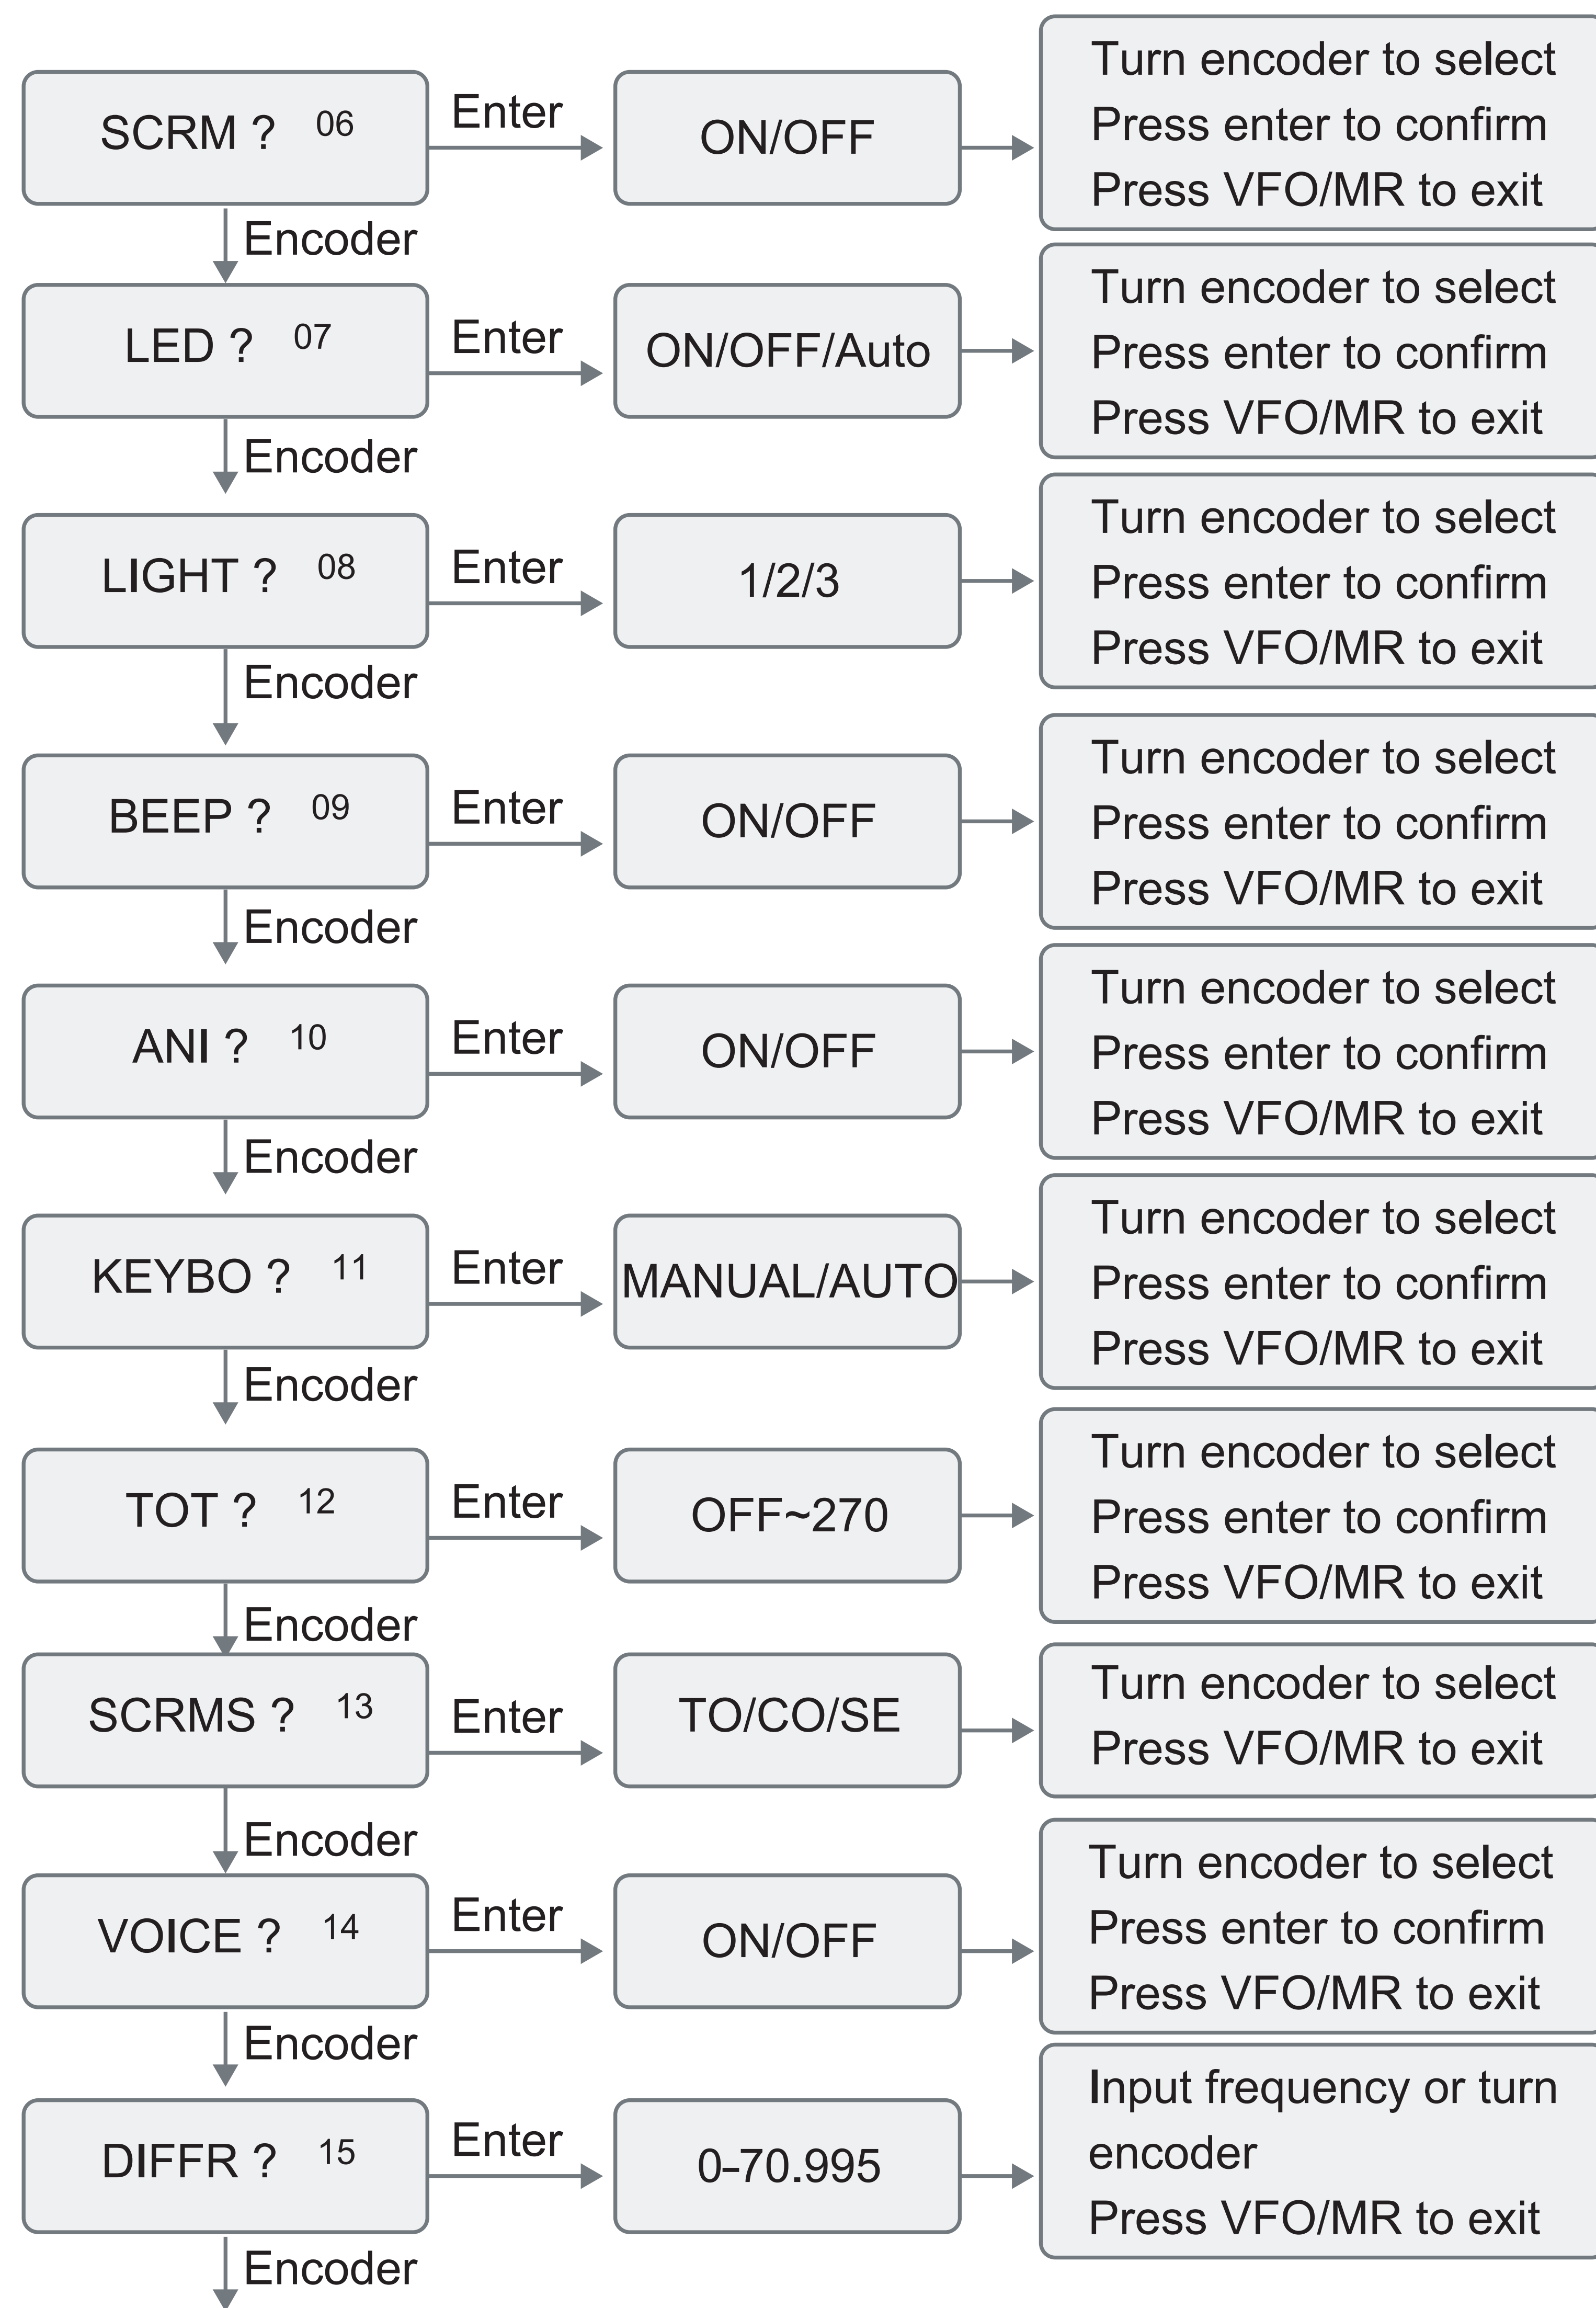 SCRM ? 06
Enter
ON/OFF
Turn encoder to select
Press enter to confirm
Press VFO/MR to exit
Encoder
LED ? 07
Enter
ON/OFF/Auto
Turn encoder to select
Press enter to confirm
Press VFO/MR to exit
Encoder
LIGHT ? 08
Enter
1/2/3
Turn encoder to select
Press enter to confirm
Press VFO/MR to exit
Encoder
BEEP ? 09
Enter
ON/OFF
Turn encoder to select
Press enter to confirm
Press VFO/MR to exit
Encoder
ANI ? 10
Enter
ON/OFF
Turn encoder to select
Press enter to confirm
Press VFO/MR to exit
Encoder
KEYBO ? 11
Enter
MANUAL/AUTO
Turn encoder to select
Press enter to confirm
Press VFO/MR to exit
Encoder
TOT ? 12
Enter
OFF~270
Turn encoder to select
Press enter to confirm
Press VFO/MR to exit
Encoder
SCRMS ? 13
Enter
TO/CO/SE
Turn encoder to select
Press VFO/MR to exit
Encoder
VOICE ? 14
Enter
ON/OFF
Turn encoder to select
Press enter to confirm
Press VFO/MR to exit
Encoder
DIFFR ? 15
Enter
0-70.995
Input frequency or turn
encoder
Press VFO/MR to exit
Encoder